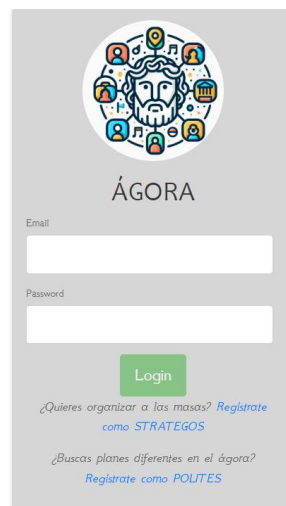 ÁGORA
Email
Password
Login
¿Quieres organizar a las masas? Regístrate
como STRATEGOS
¿Buscas planes diferentes en el ágora?
Regístrate como POLITES